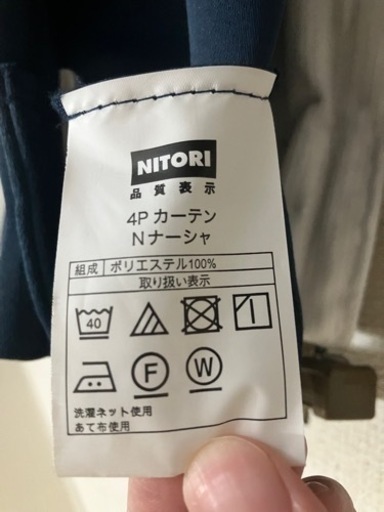 NITORI
品質表示
4P カーテン
N ナーシャ
組成 ポリエステル100%
取り扱い表示
40
F W
洗濯ネット使用
あて布使用